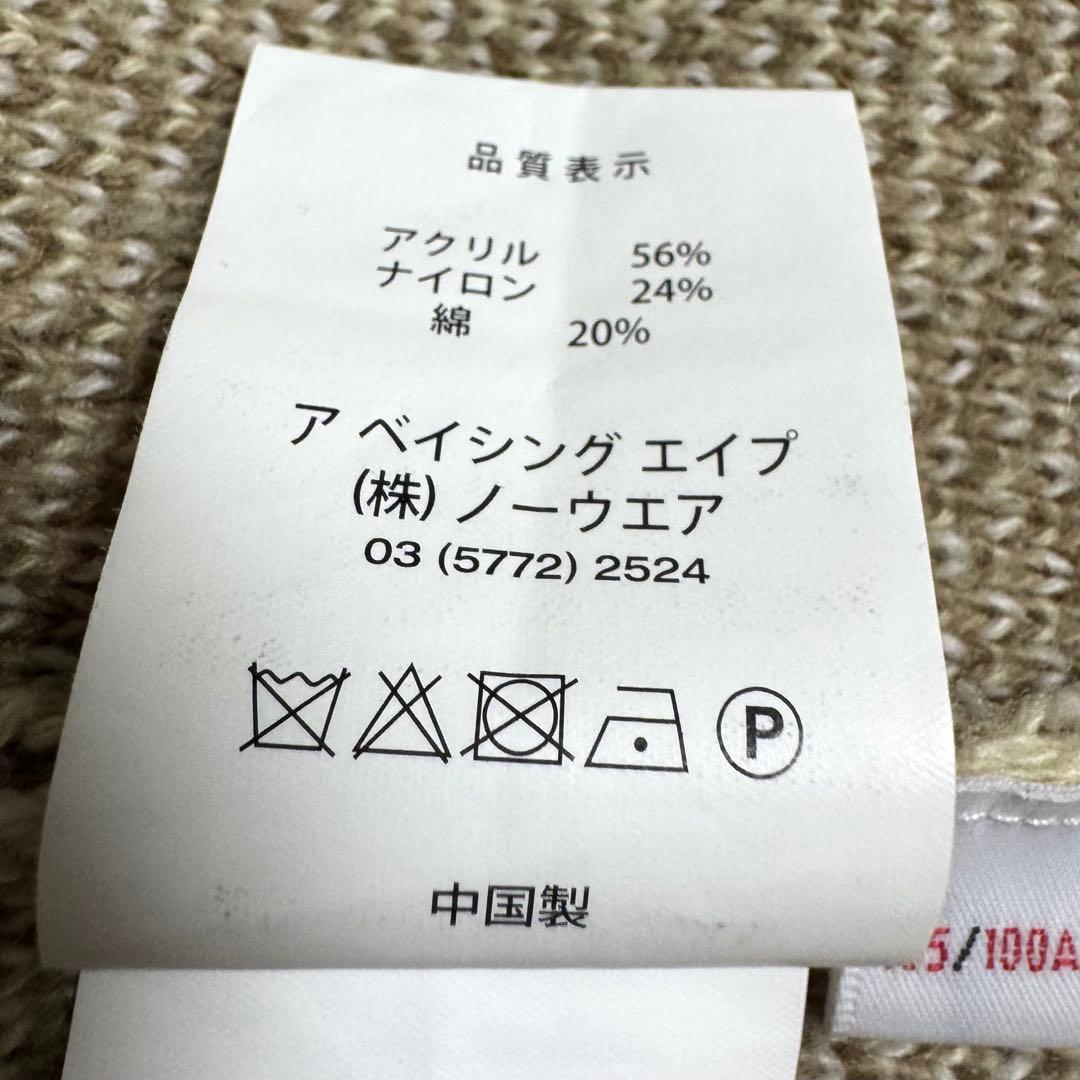 品質表示
アクリル 56%
ナイロン 24%
綿 20%
ア ベイシング エイプ
(株) ノーウエア
03 (5772) 2524
P
中国製
5/100A